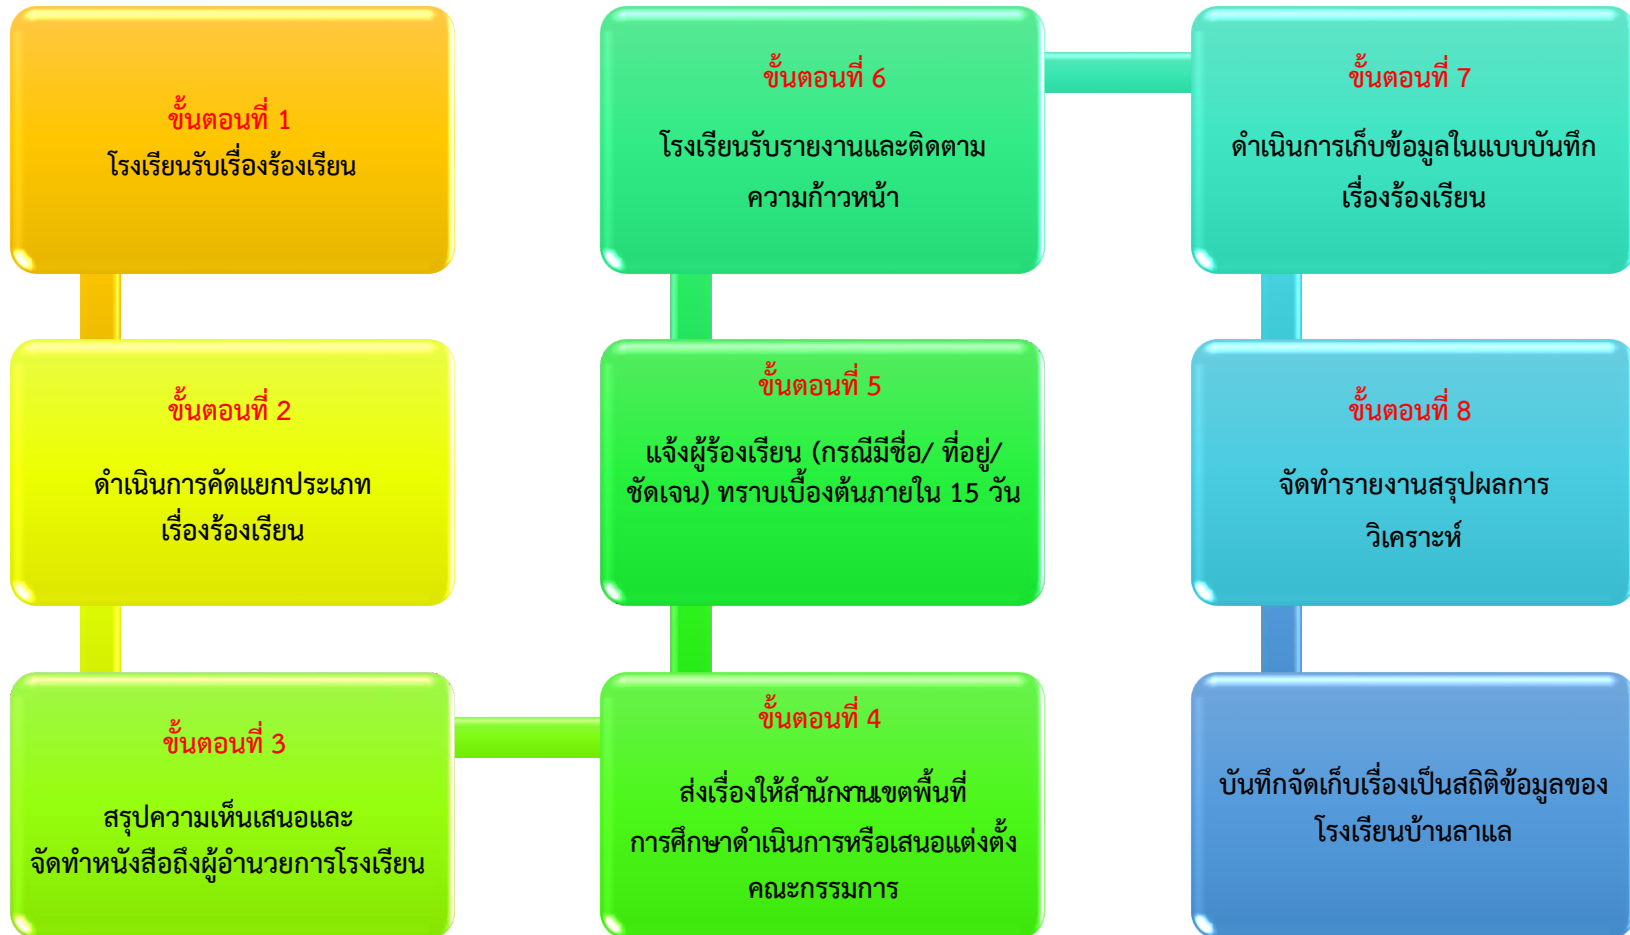 ขั้นตอนที่ 1
โรงเรียนรับเรื่องร้องเรียน
ขั้นตอนที่ 2
ดำเนินการคัดแยกประเภท
เรื่องร้องเรียน
ขั้นตอนที่ 3
สรุปความเห็นเสนอและ
จัดทำหนังสือถึงผู้อำนวยการโรงเรียน
ขั้นตอนที่ 4
ส่งเรื่องให้สำนักงานเขตพื้นที่
การศึกษาดำเนินการหรือเสนอแต่งตั้ง
คณะกรรมการ
ขั้นตอนที่ 5
แจ้งผู้ร้องเรียน (กรณีมีชื่อ/ ที่อยู่/
ชัดเจน) ทราบเบื้องต้นภายใน 15 วัน
ขั้นตอนที่ 6
โรงเรียนรับรายงานและติดตาม
ความก้าวหน้า
ขั้นตอนที่ 7
ดำเนินการเก็บข้อมูลในแบบบันทึก
เรื่องร้องเรียน
ขั้นตอนที่ 8
จัดทำรายงานสรุปผลการ
วิเคราะห์
บันทึกจัดเก็บเรื่องเป็นสถิติข้อมูลของ
โรงเรียนบ้านลาแล